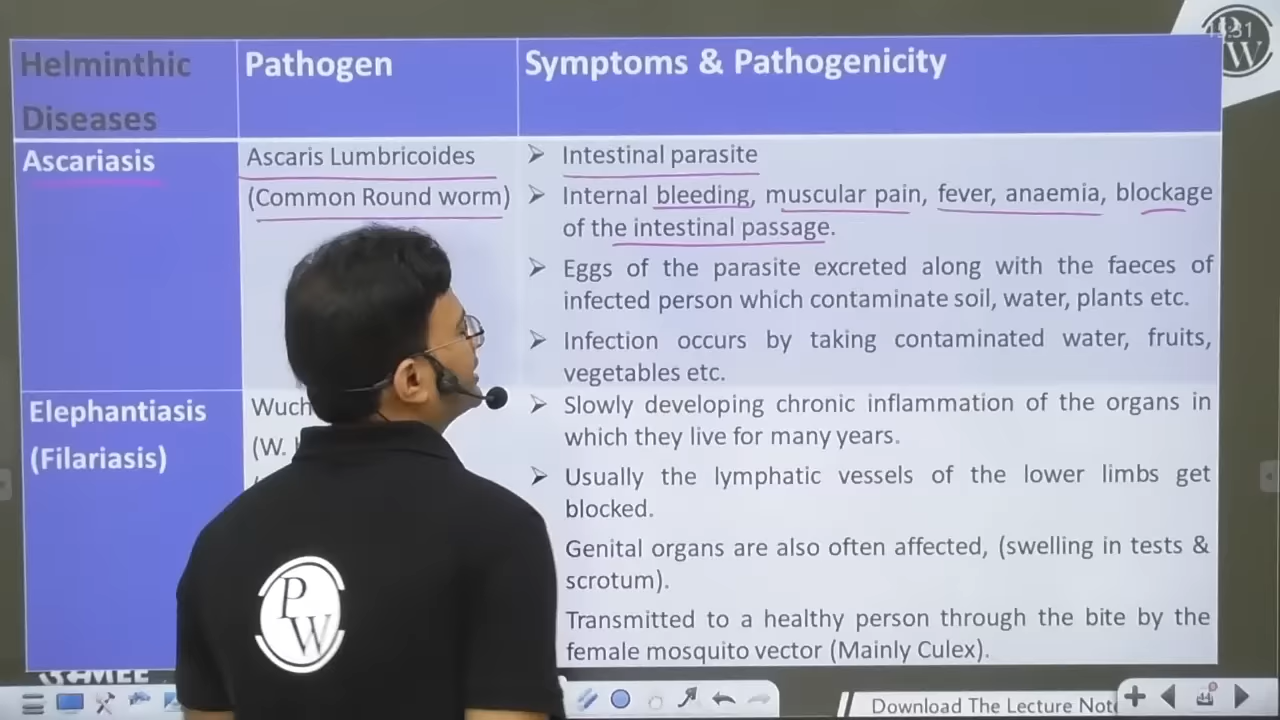 Helminthic
Diseases
Pathogen
Symptoms & Pathogenicity
Ascariasis
Ascaris Lumbricoides
(Common Round worm)
➢ Intestinal parasite
➢ Internal bleeding, muscular pain, fever, anaemia, blockage
of the intestinal passage.
➢ Eggs of the parasite excreted along with the faeces of
infected person which contaminate soil, water, plants etc.
➢ Infection occurs by taking contaminated water, fruits,
vegetables etc.
Elephantiasis
(Filariasis)
Wuch
(W.
➢ Slowly developing chronic inflammation of the organs in
which they live for many years.
➢ Usually the lymphatic vessels of the lower limbs get
blocked.
Genital organs are also often affected, (swelling in tests &
scrotum).
Transmitted to a healthy person through the bite by the
female mosquito vector (Mainly Culex).
PW
PW
Download The Lecture Not
44